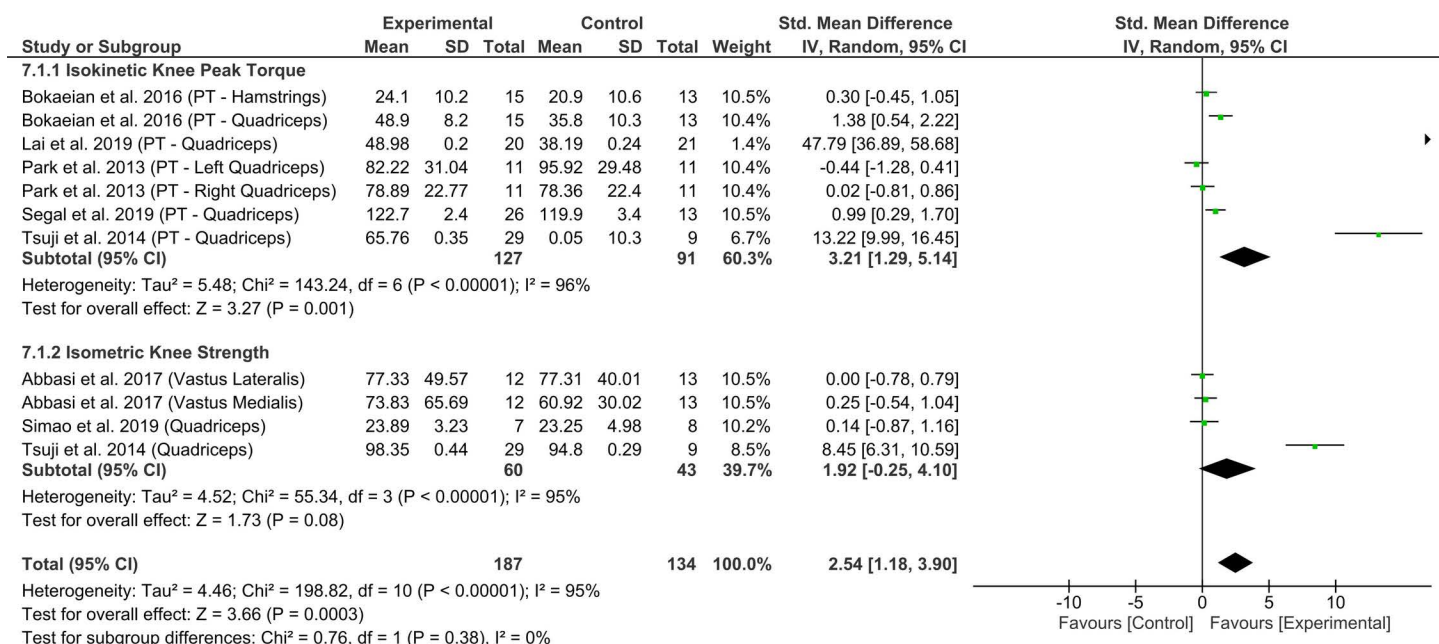 Experimental Control Std. Mean Difference Std. Mean Difference
Study or Subgroup Mean SD Total Mean SD Total Weight IV, Random, 95% CI IV, Random, 95% CI
7.1.1 Isokinetic Knee Peak Torque
Bokaeian et al. 2016 (PT - Hamstrings) 24.1 10.2 15 20.9 10.6 13 10.5% 0.30 [-0.45, 1.05]
Bokaeian et al. 2016 (PT - Quadriceps) 48.9 8.2 15 35.8 10.3 13 10.4% 1.38 [0.54, 2.22]
Lai et al. 2019 (PT - Quadriceps) 48.98 0.2 20 38.19 0.24 21 1.4% 47.79 [36.89, 58.68]
Park et al. 2013 (PT - Left Quadriceps) 82.22 31.04 11 95.92 29.48 11 10.4% -0.44 [-1.28, 0.41]
Park et al. 2013 (PT - Right Quadriceps) 78.89 22.77 11 78.36 22.4 11 10.4% 0.02 [-0.81, 0.86]
Segal et al. 2019 (PT - Quadriceps) 122.7 2.4 26 119.9 3.4 13 10.5% 0.99 [0.29, 1.70]
Tsuji et al. 2014 (PT - Quadriceps) 65.76 0.35 29 0.05 10.3 9 6.7% 13.22 [9.99, 16.45]
Subtotal (95% CI) 127 91 60.3% 3.21 [1.29, 5.14]
Heterogeneity: Tau² = 5.48; Chi² = 143.24, df = 6 (P < 0.00001); I² = 96%
Test for overall effect: Z = 3.27 (P = 0.001)
7.1.2 Isometric Knee Strength
Abbasi et al. 2017 (Vastus Lateralis) 77.33 49.57 12 77.31 40.01 13 10.5% 0.00 [-0.78, 0.79]
Abbasi et al. 2017 (Vastus Medialis) 73.83 65.69 12 60.92 30.02 13 10.5% 0.25 [-0.54, 1.04]
Simao et al. 2019 (Quadriceps) 23.89 3.23 7 23.25 4.98 8 10.2% 0.14 [-0.87, 1.16]
Tsuji et al. 2014 (Quadriceps) 98.35 0.44 29 94.8 0.29 9 8.5% 8.45 [6.31, 10.59]
Subtotal (95% CI) 60 43 39.7% 1.92 [-0.25, 4.10]
Heterogeneity: Tau² = 4.52; Chi² = 55.34, df = 3 (P < 0.00001); I² = 95%
Test for overall effect: Z = 1.73 (P = 0.08)
Total (95% CI) 187 134 100.0% 2.54 [1.18, 3.90]
Heterogeneity: Tau² = 4.46; Chi² = 198.82, df = 10 (P < 0.00001); I² = 95%
Test for overall effect: Z = 3.66 (P = 0.0003)
Test for subgroup differences: Chi² = 0.76, df = 1 (P = 0.38), I² = 0%
-10 -5 0 5 10
Favours [Control] Favours [Experimental]